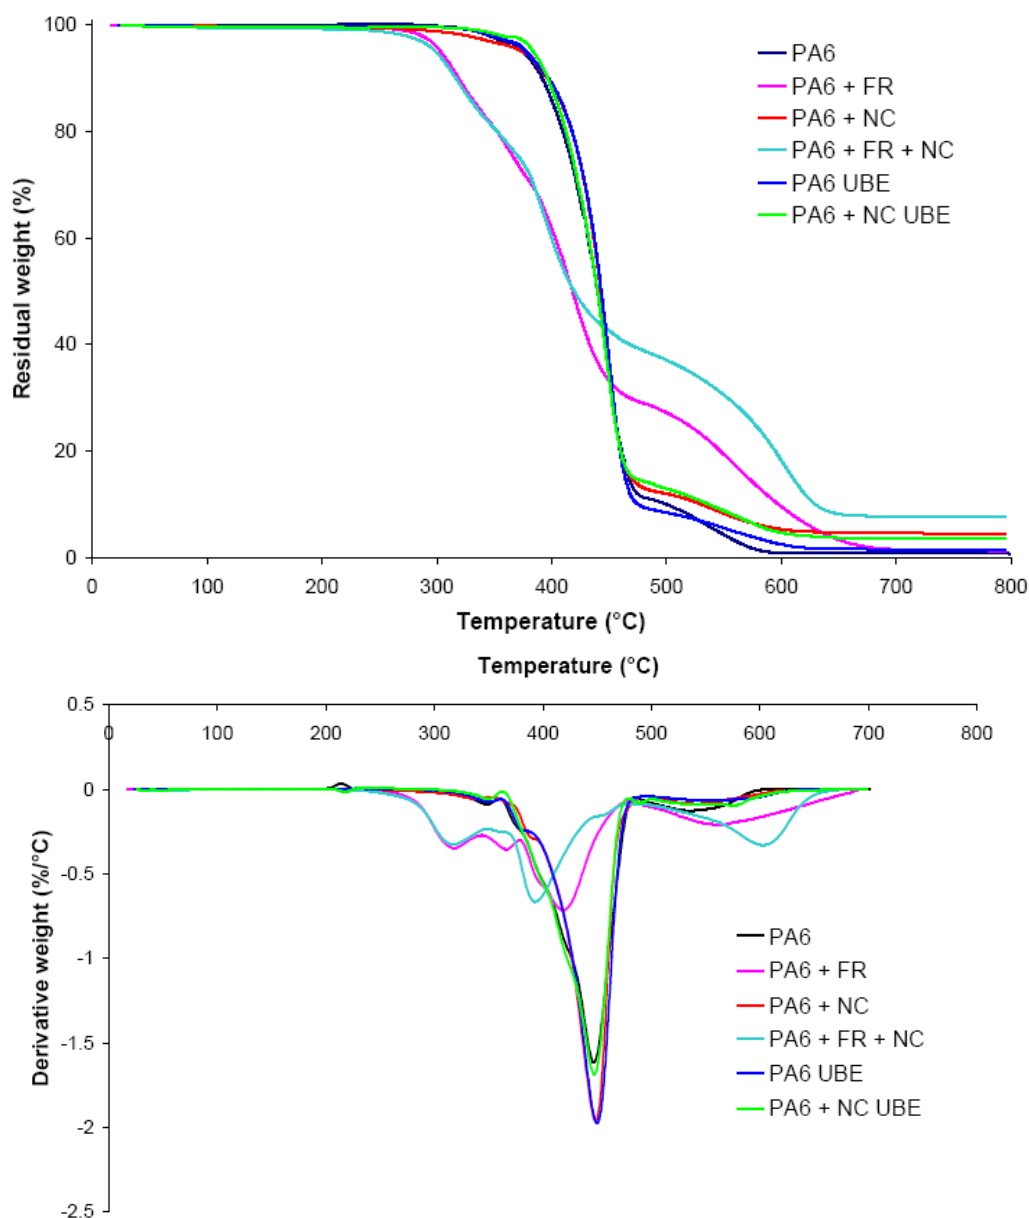 100
80
60
40
20
0
Residual weight (%)
PA6
PA6 + FR
PA6 + NC
PA6 + FR + NC
PA6 UBE
PA6 + NC UBE
0 100 200 300 400 500 600 700 800
Temperature (°C)
Temperature (°C)
0.5
0 100 200 300 400 500 600 700 800
0
-0.5
-1
-1.5
-2
-2.5
Derivative weight (%/°C)
PA6
PA6 + FR
PA6 + NC
PA6 + FR + NC
PA6 UBE
PA6 + NC UBE